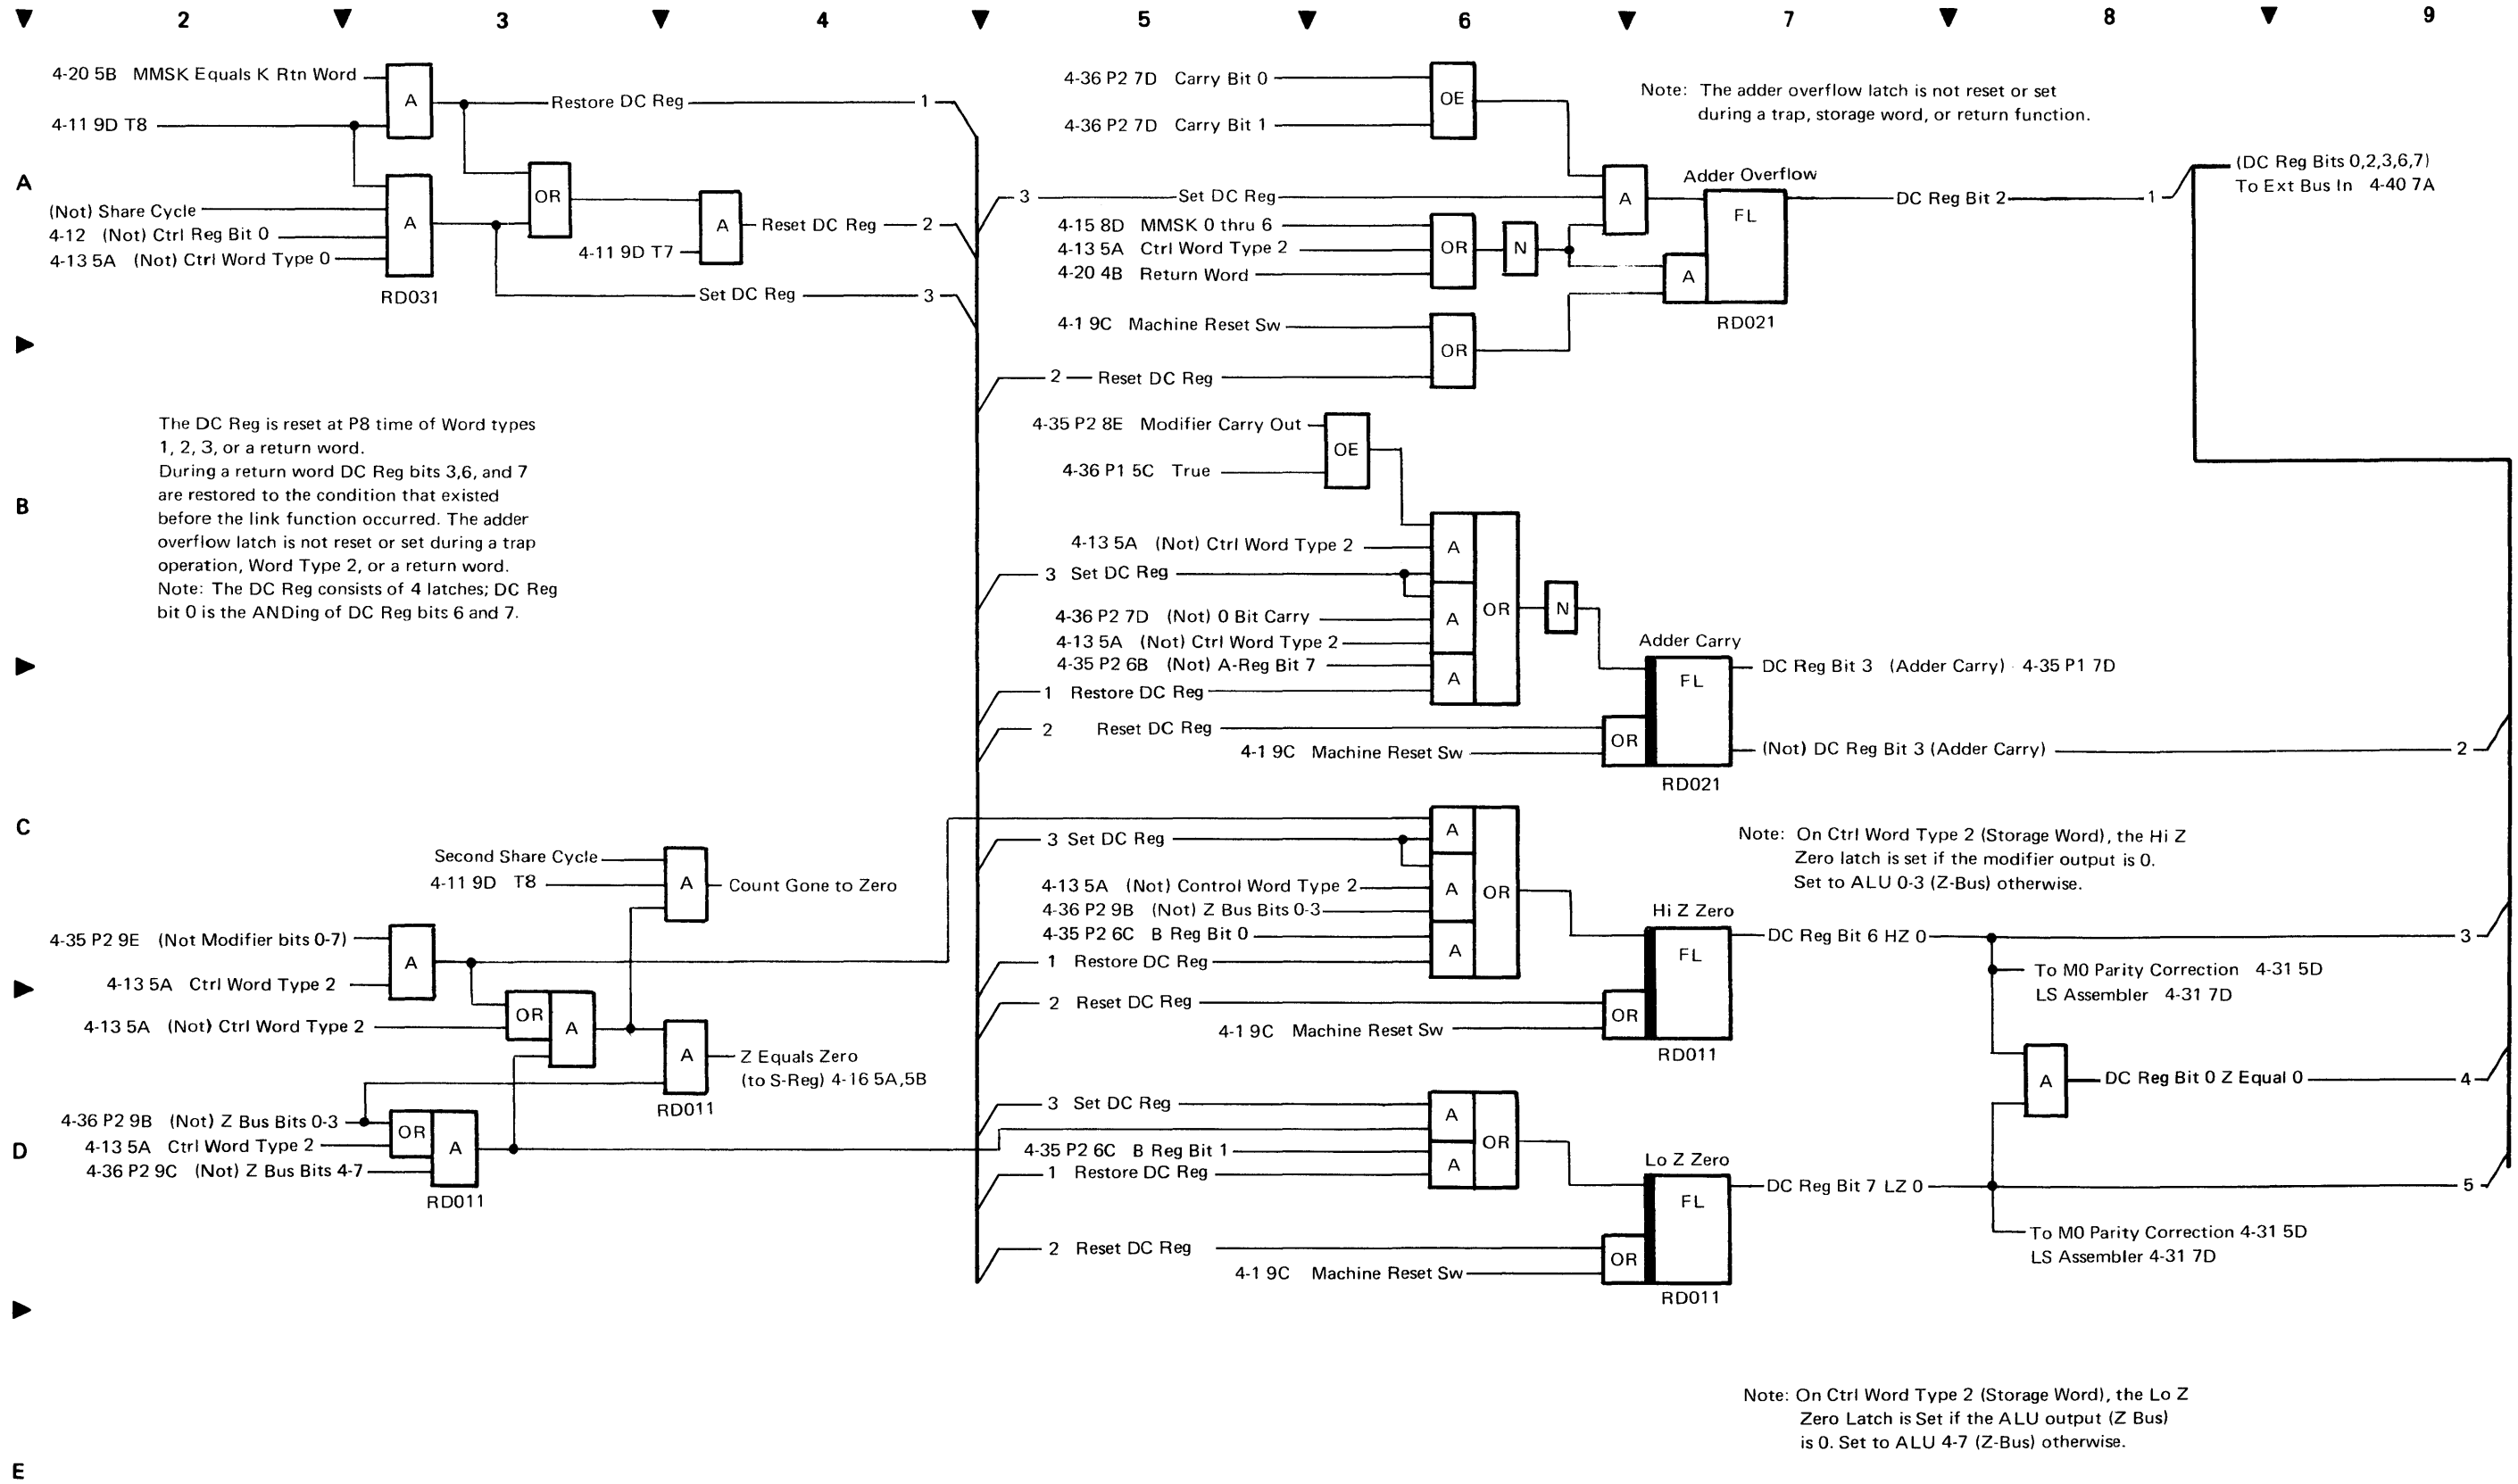 2 3 4 5 6 7 8 9
A
4-20 5B MMSK Equals K Rtn Word
A
Restore DC Reg
1
4-11 9D T8
OR
(Not) Share Cycle
4-12 (Not) Ctrl Reg Bit 0
4-13 5A (Not) Ctrl Word Type 0
A
RD031
A
Reset DC Reg
2
4-11 9D T7
Set DC Reg
3
4-36 P2 7D Carry Bit 0
OE
4-36 P2 7D Carry Bit 1
Note: The adder overflow latch is not reset or set
during a trap, storage word, or return function.
3
Set DC Reg
A
Adder Overflow
FL
4-15 8D MMSK 0 thru 6
4-13 5A Ctrl Word Type 2
4-20 4B Return Word
OR
N
A
RD021
DC Reg Bit 2
1
(DC Reg Bits 0,2,3,6,7)
To Ext Bus In 4-40 7A
4-1 9C Machine Reset Sw
OR
2
Reset DC Reg
B
The DC Reg is reset at P8 time of Word types
1, 2, 3, or a return word.
During a return word DC Reg bits 3,6, and 7
are restored to the condition that existed
before the link function occurred. The adder
overflow latch is not reset or set during a trap
operation, Word Type 2, or a return word.
Note: The DC Reg consists of 4 latches; DC Reg
bit 0 is the ANDing of DC Reg bits 6 and 7.
4-35 P2 8E Modifier Carry Out
OE
4-36 P1 5C True
4-13 5A (Not) Ctrl Word Type 2
A
3 Set DC Reg
4-36 P2 7D (Not) 0 Bit Carry
A
OR
N
4-13 5A (Not) Ctrl Word Type 2
4-35 P2 6B (Not) A-Reg Bit 7
A
1 Restore DC Reg
Adder Carry
FL
DC Reg Bit 3 (Adder Carry) 4-35 P1 7D
2 Reset DC Reg
4-1 9C Machine Reset Sw
OR
(Not) DC Reg Bit 3 (Adder Carry)
2
RD021
C
Second Share Cycle
4-11 9D T8
A
Count Gone to Zero
4-35 P2 9E (Not Modifier bits 0-7)
A
4-13 5A Ctrl Word Type 2
4-13 5A (Not) Ctrl Word Type 2
OR
A
A
Z Equals Zero
(to S-Reg) 4-16 5A,5B
RD011
A
3 Set DC Reg
4-13 5A (Not) Control Word Type 2
A
OR
4-36 P2 9B (Not) Z Bus Bits 0-3
4-35 P2 6C B Reg Bit 0
A
1 Restore DC Reg
2 Reset DC Reg
4-1 9C Machine Reset Sw
OR
Hi Z Zero
FL
RD011
Note: On Ctrl Word Type 2 (Storage Word), the Hi Z
Zero latch is set if the modifier output is 0.
Set to ALU 0-3 (Z-Bus) otherwise.
DC Reg Bit 6 HZ 0
3
To M0 Parity Correction 4-31 5D
LS Assembler 4-31 7D
A
DC Reg Bit 0 Z Equal 0
4
D
4-36 P2 9B (Not) Z Bus Bits 0-3
4-13 5A Ctrl Word Type 2
OR
A
4-36 P2 9C (Not) Z Bus Bits 4-7
RD011
3 Set DC Reg
A
OR
4-35 P2 6C B Reg Bit 1
A
1 Restore DC Reg
Lo Z Zero
FL
DC Reg Bit 7 LZ 0
5
2 Reset DC Reg
4-1 9C Machine Reset Sw
OR
RD011
To M0 Parity Correction 4-31 5D
LS Assembler 4-31 7D
Note: On Ctrl Word Type 2 (Storage Word), the Lo Z
Zero Latch is Set if the ALU output (Z Bus)
is 0. Set to ALU 4-7 (Z-Bus) otherwise.
E